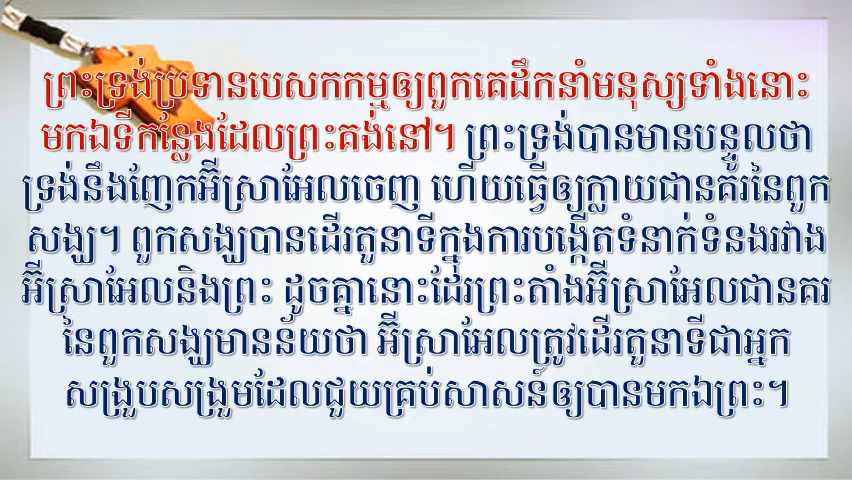 ព្រះទ្រង់ប្រទានបេសកកម្មឲ្យពួកគេដឹកនាំមនុស្សទាំងនោះ
មកឯទីកន្លែងដែលព្រះគង់នៅ។ ព្រះទ្រង់បានមានបន្ទូលថា
ទ្រង់នឹងញែកអ៊ីស្រាអែលចេញ ហើយធ្វើឲ្យក្លាយជានគរនៃពួក
សង្ឃ។ ពួកសង្ឃបានដើរតួនាទីក្នុងការបង្កើតទំនាក់ទំនងរវាង
អ៊ីស្រាអែលនិងព្រះ ដូចគ្នានោះដែរព្រះតាំងអ៊ីស្រាអែលជានគរ
នៃពួកសង្ឃមានន័យថា អ៊ីស្រាអែលត្រូវដើរតួនាទីជាអ្នក
សង្រួបសង្រួមដែលជួយគ្រប់សាសន៍ឲ្យបានមកឯព្រះ។